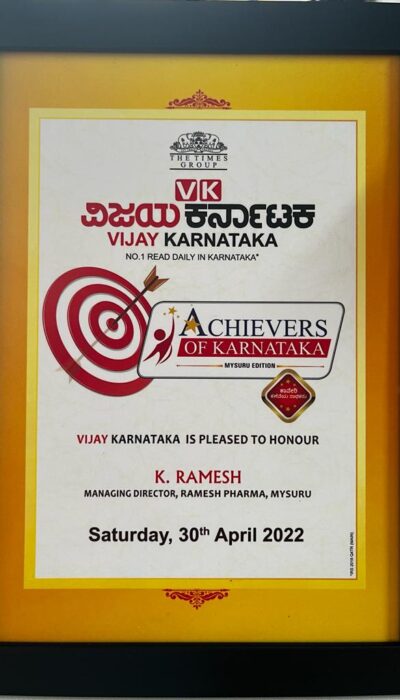 THE TIMES
GROUP
VK
ವಿಜಯ ಕರ್ನಾಟಕ
VIJAY KARNATAKA
NO.1 READ DAILY IN KARNATAKA*
ACHIEVERS
OF KARNATAKA
MYSURU EDITION
ಕಾವೇರಿ
VIJAY KARNATAKA IS PLEASED TO HONOUR
K. RAMESH
MANAGING DIRECTOR, RAMESH PHARMA, MYSURU
Saturday, 30th April 2022